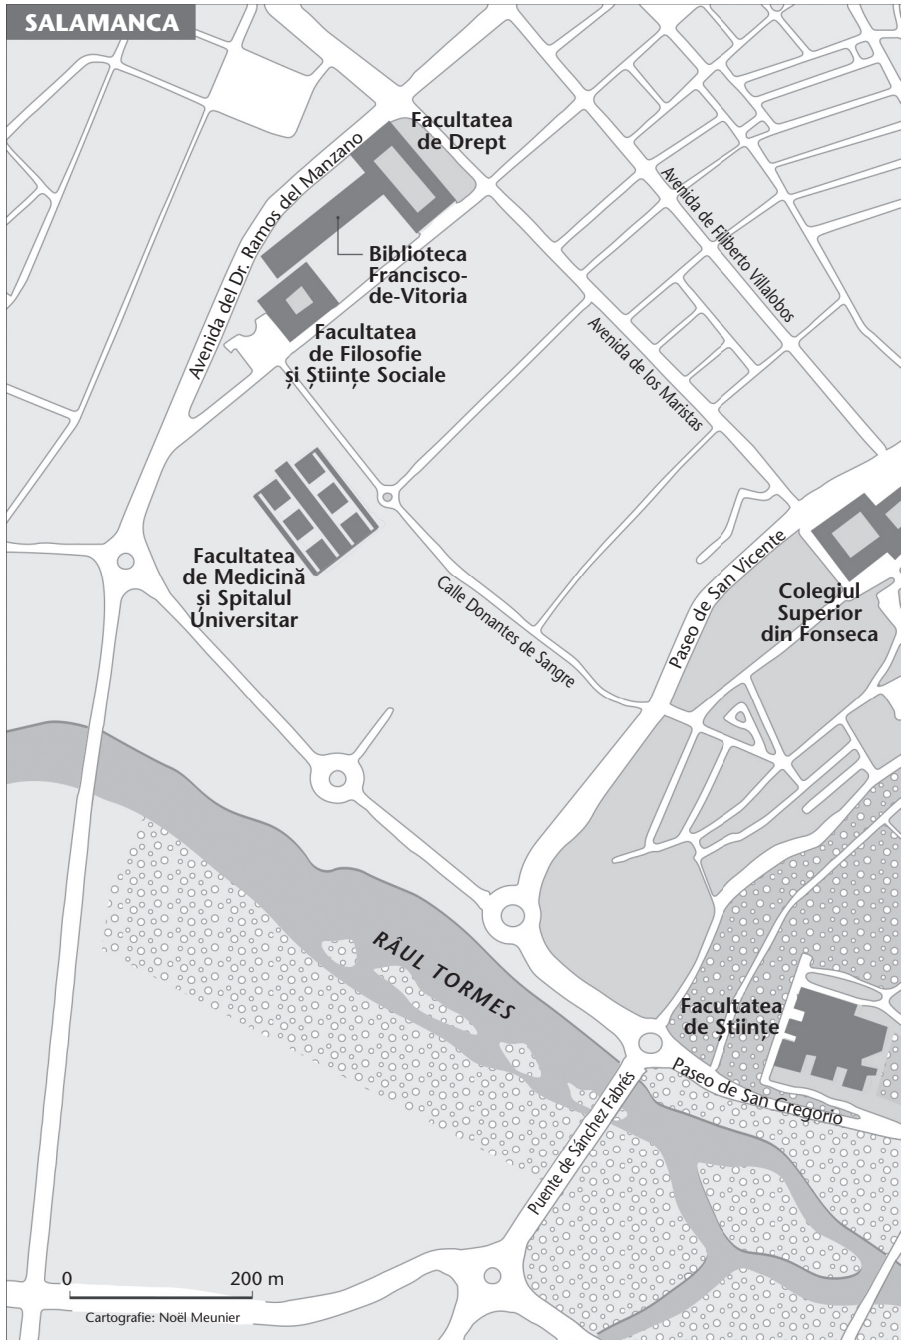 SALAMANCA
Facultatea
de Drept
Avenida del Dr. Ramos del Manzano
Avenida de Filiberto Villalobos
Biblioteca
Francisco-
de-Vitoria
Facultatea
de Filosofie
și Științe Sociale
Avenida de los Maristas
Facultatea
de Medicină
și Spitalul
Universitar
Calle Donantes de Sangre
Paseo de San Vicente
Colegiul
Superior
din Fonseca
RÂUL TORMES
Facultatea
de Științe
Paseo de San Gregorio
Puente de Sánchez Fabrés
0 200 m
Cartografie: Noël Meunier